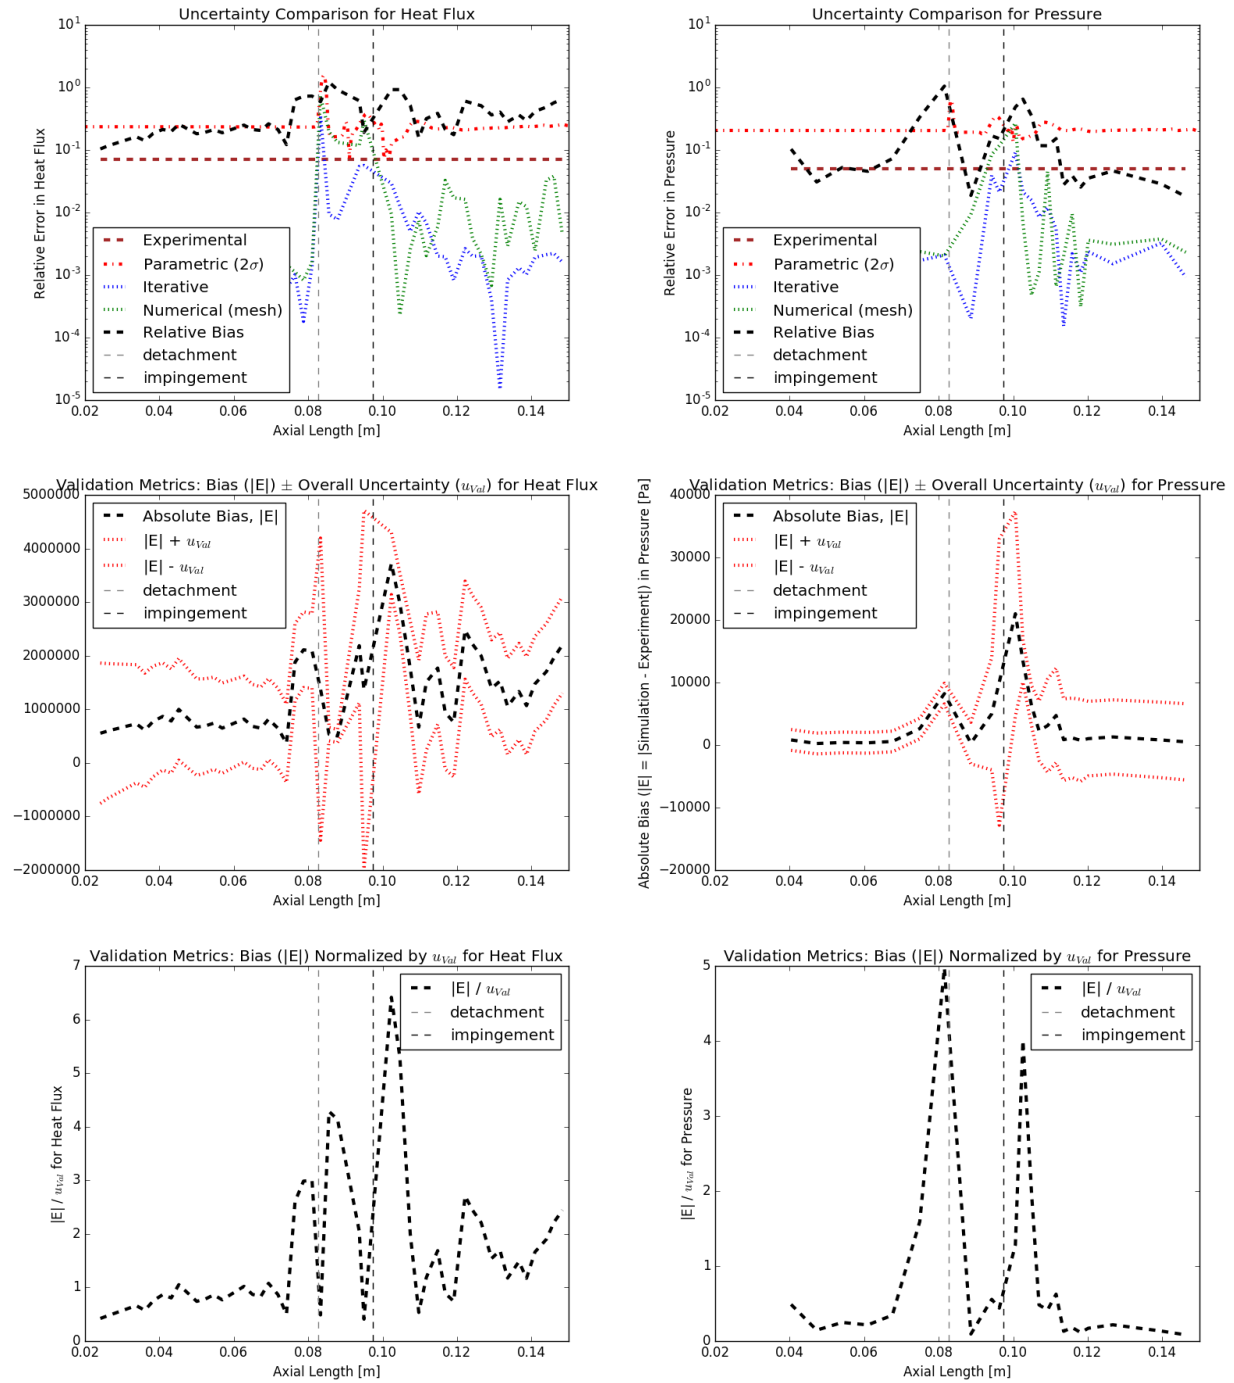 Uncertainty Comparison for Heat Flux
Relative Error in Heat Flux
10^1
10^0
10^-1
10^-2
10^-3
10^-4
10^-5
Experimental
Parametric (2σ)
Iterative
Numerical (mesh)
Relative Bias
detachment
impingement
0.02 0.04 0.06 0.08 0.10 0.12 0.14
Axial Length [m]
Uncertainty Comparison for Pressure
Relative Error in Pressure
10^1
10^0
10^-1
10^-2
10^-3
10^-4
10^-5
Experimental
Parametric (2σ)
Iterative
Numerical (mesh)
Relative Bias
detachment
impingement
0.02 0.04 0.06 0.08 0.10 0.12 0.14
Axial Length [m]
Validation Metrics: Bias (|E|) ± Overall Uncertainty (u_Val) for Heat Flux
5000000
4000000
3000000
2000000
1000000
0
−1000000
−2000000
Absolute Bias, |E|
|E| + u_Val
|E| - u_Val
detachment
impingement
0.02 0.04 0.06 0.08 0.10 0.12 0.14
Axial Length [m]
Validation Metrics: Bias (|E|) ± Overall Uncertainty (u_Val) for Pressure
Absolute Bias (|E| = |Simulation - Experiment|) in Pressure [Pa]
40000
30000
20000
10000
0
−10000
−20000
Absolute Bias, |E|
|E| + u_Val
|E| - u_Val
detachment
impingement
0.02 0.04 0.06 0.08 0.10 0.12 0.14
Axial Length [m]
Validation Metrics: Bias (|E|) Normalized by u_Val for Heat Flux
|E| / u_Val for Heat Flux
7
6
5
4
3
2
1
0
|E| / u_Val
detachment
impingement
0.02 0.04 0.06 0.08 0.10 0.12 0.14
Axial Length [m]
Validation Metrics: Bias (|E|) Normalized by u_Val for Pressure
|E| / u_Val for Pressure
5
4
3
2
1
0
|E| / u_Val
detachment
impingement
0.02 0.04 0.06 0.08 0.10 0.12 0.14
Axial Length [m]